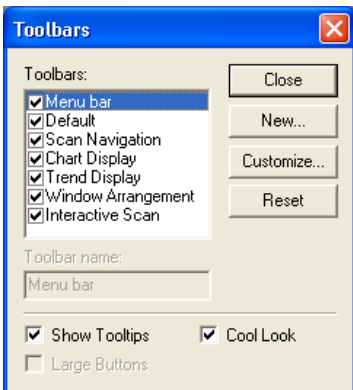 Toolbars
Toolbars:
Menu bar
Default
Scan Navigation
Chart Display
Trend Display
Window Arrangement
Interactive Scan
Close
New...
Customize...
Reset
Toolbar name:
Menu bar
Show Tooltips
Cool Look
Large Buttons